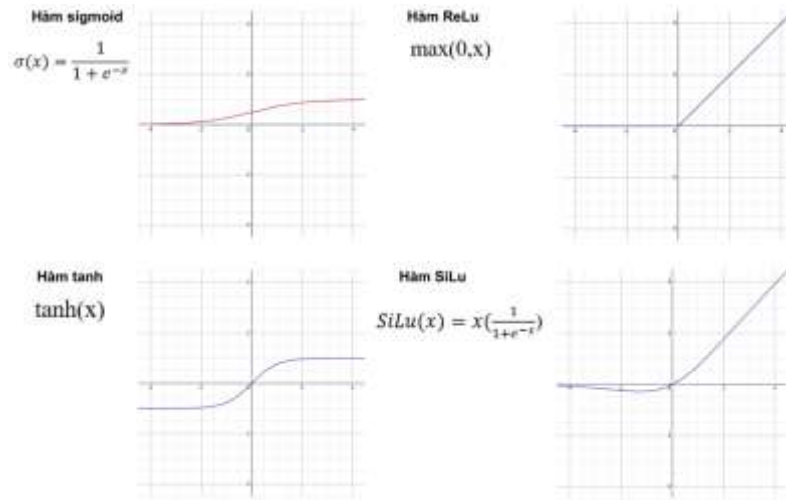 Hàm sigmoid
σ(x) = 1 / (1 + e^{-x})
Hàm ReLu
max(0,x)
Hàm tanh
tanh(x)
Hàm SiLu
SiLu(x) = x(1 / (1+e^{-x}))